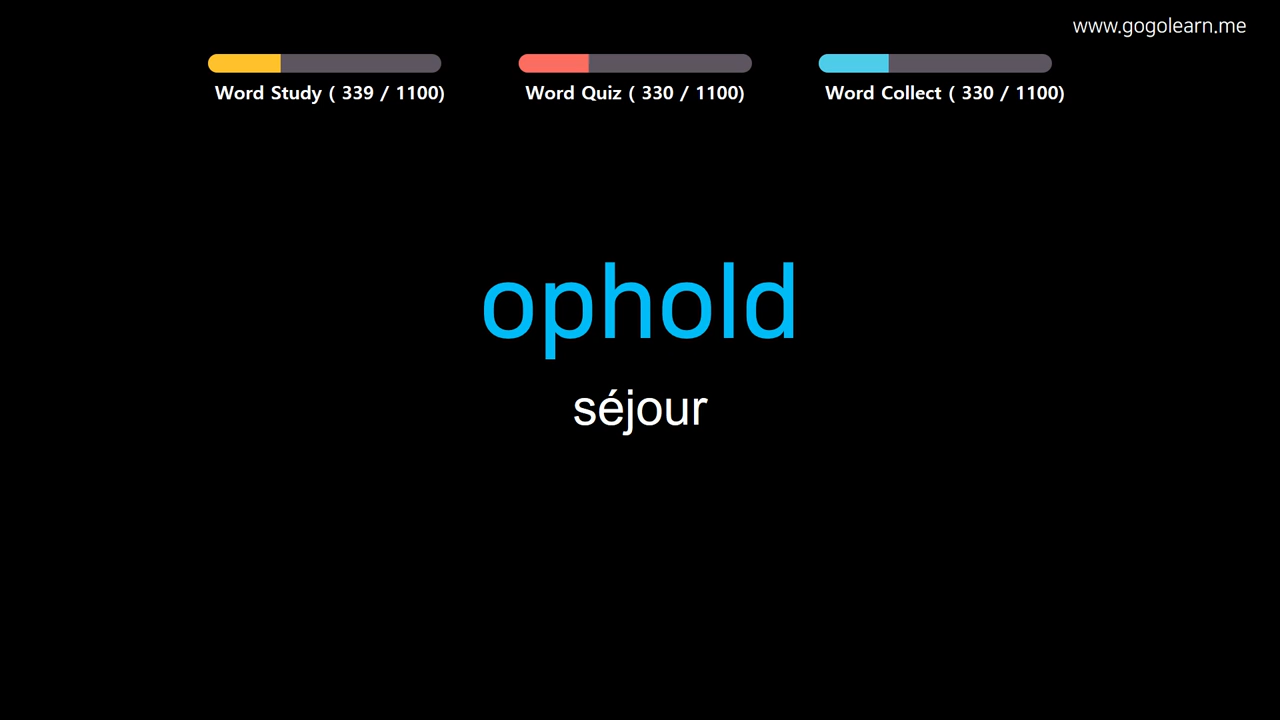 www.gogolearn.me
Word Study ( 339 / 1100)
Word Quiz ( 330 / 1100)
Word Collect ( 330 / 1100)
ophold
séjour